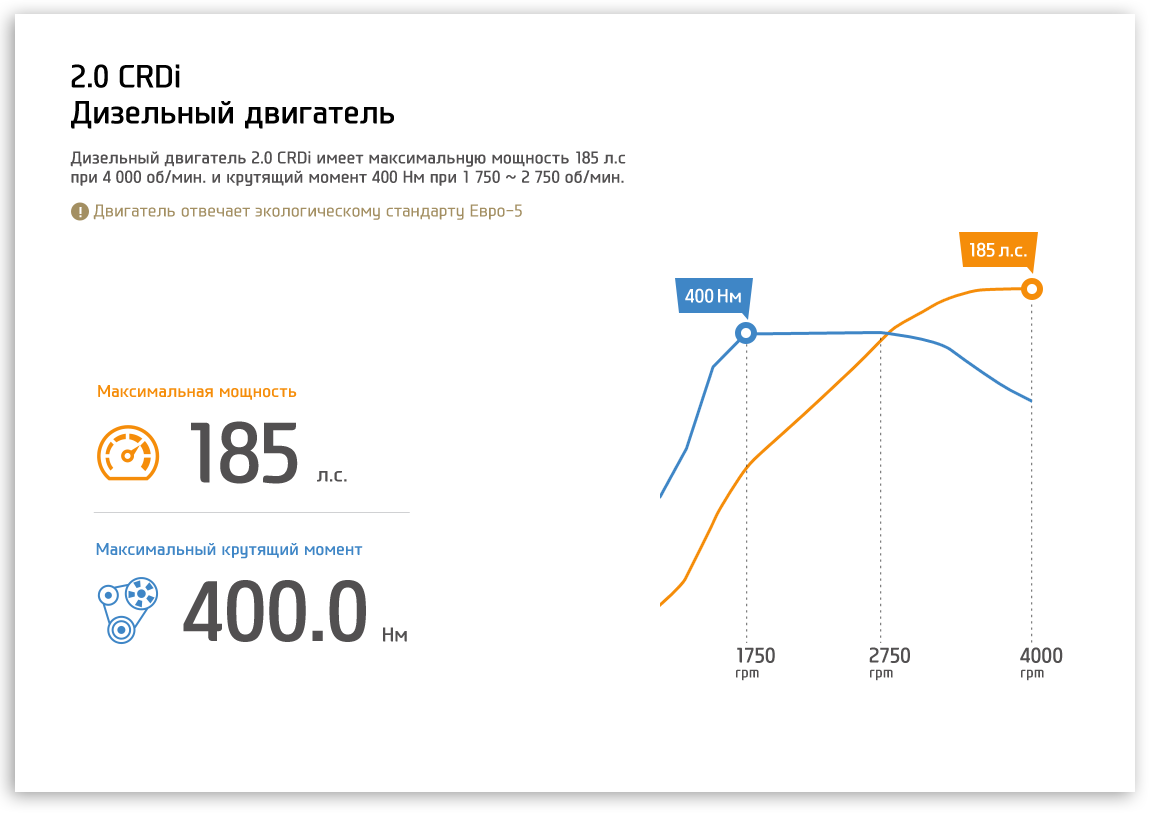 2.0 CRDi
Дизельный двигатель
Дизельный двигатель 2.0 CRDi имеет максимальную мощность 185 л.с
при 4 000 об/мин. и крутящий момент 400 Нм при 1 750 ~ 2 750 об/мин.
! Двигатель отвечает экологическому стандарту Евро-5
185 л.с.
400 Нм
Максимальная мощность
185 л.с.
Максимальный крутящий момент
400.0 Нм
1750 2750 4000
rpm rpm rpm